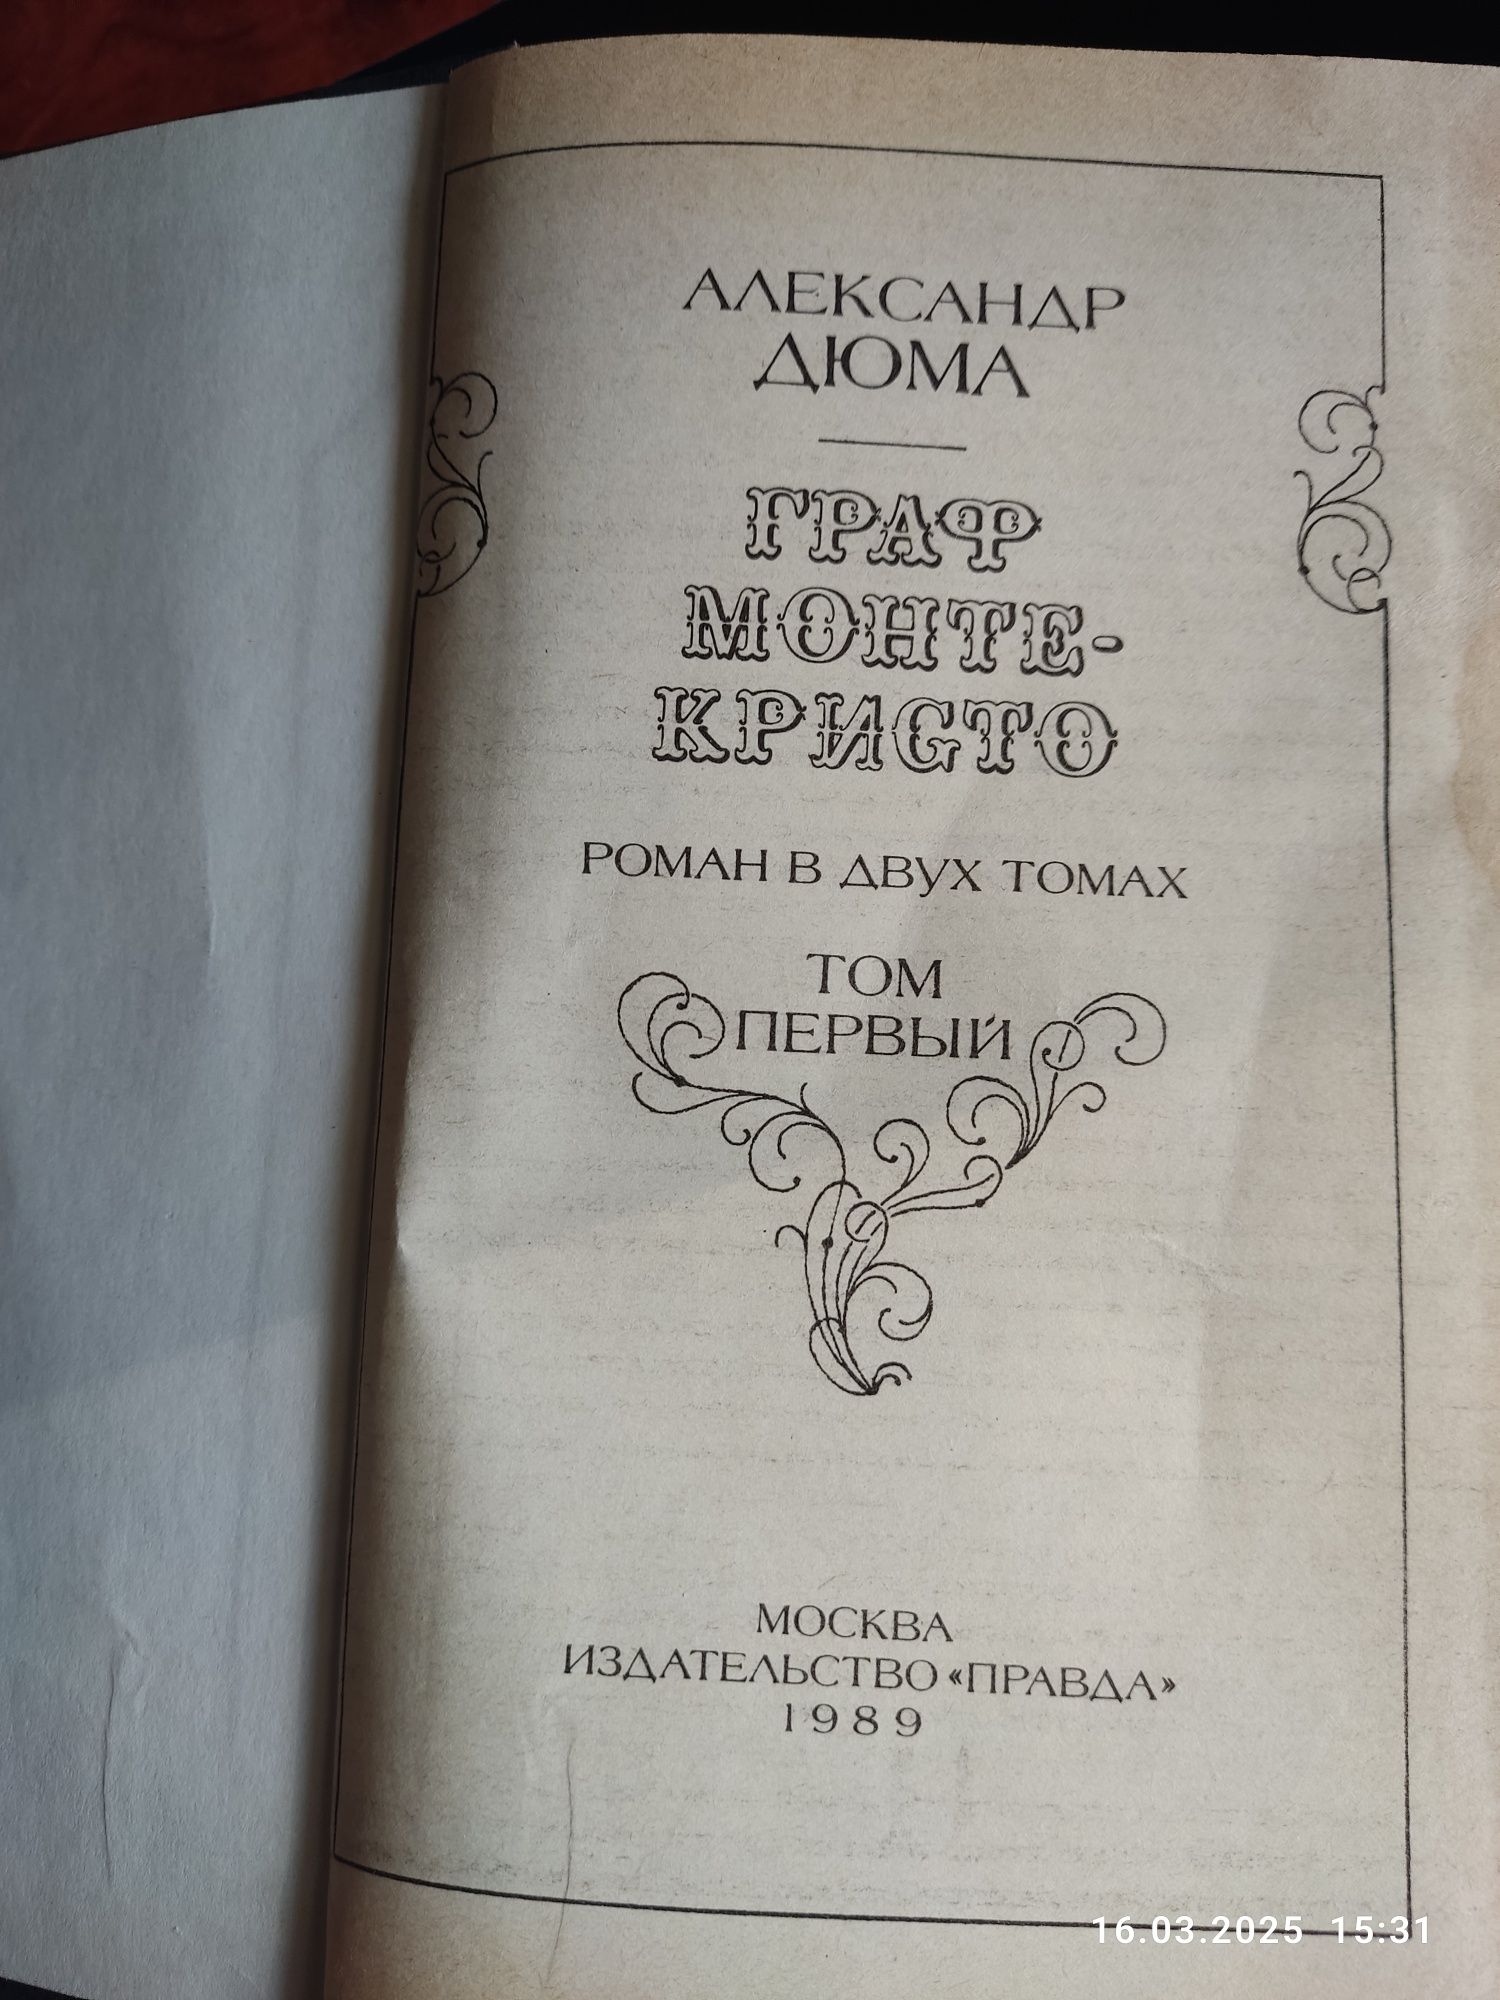 АЛЕКСАНДР
ДЮМА
ГРАФ
МОНТЕ-
КРИСТО
РОМАН В ДВУХ ТОМАХ
ТОМ
ПЕРВЫЙ
МОСКВА
ИЗДАТЕЛЬСТВО «ПРАВДА»
1989
16.03.2025 15:31